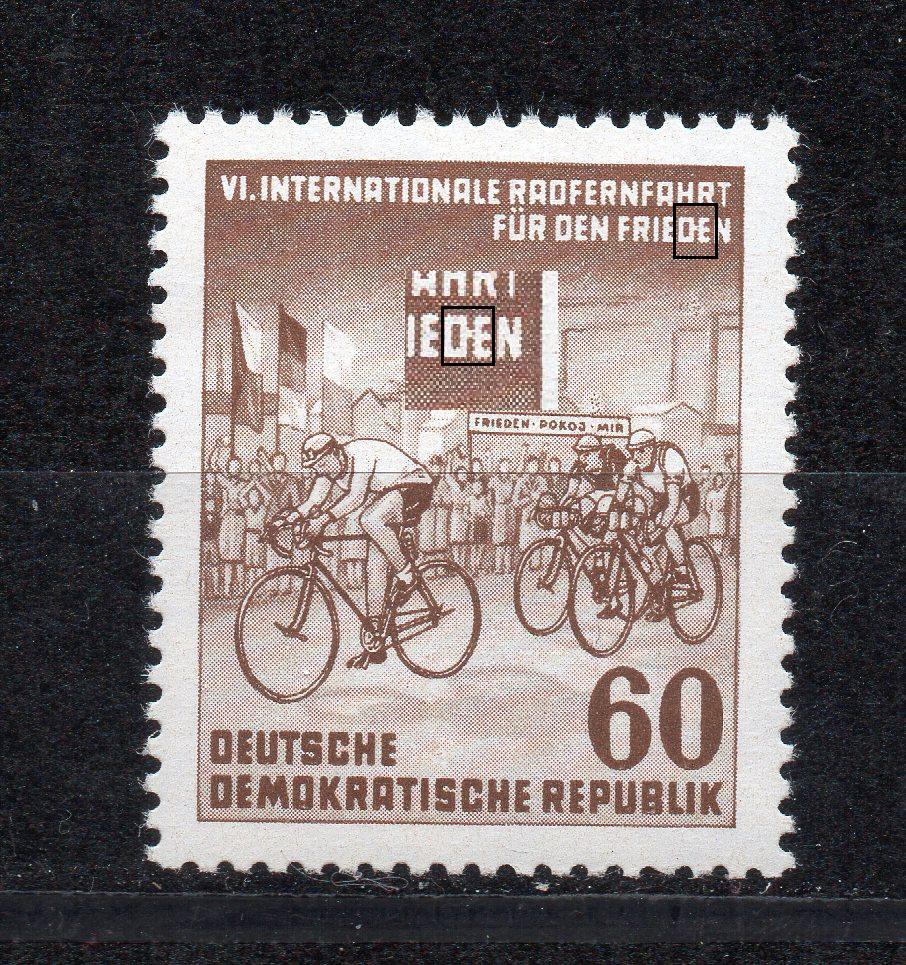 VI. INTERNATIONALE RADFERNFAHRT
FÜR DEN FRIEDEN
IEDEN
FRIEDEN · POKOJ · MIR
60
DEUTSCHE
DEMOKRATISCHE REPUBLIK